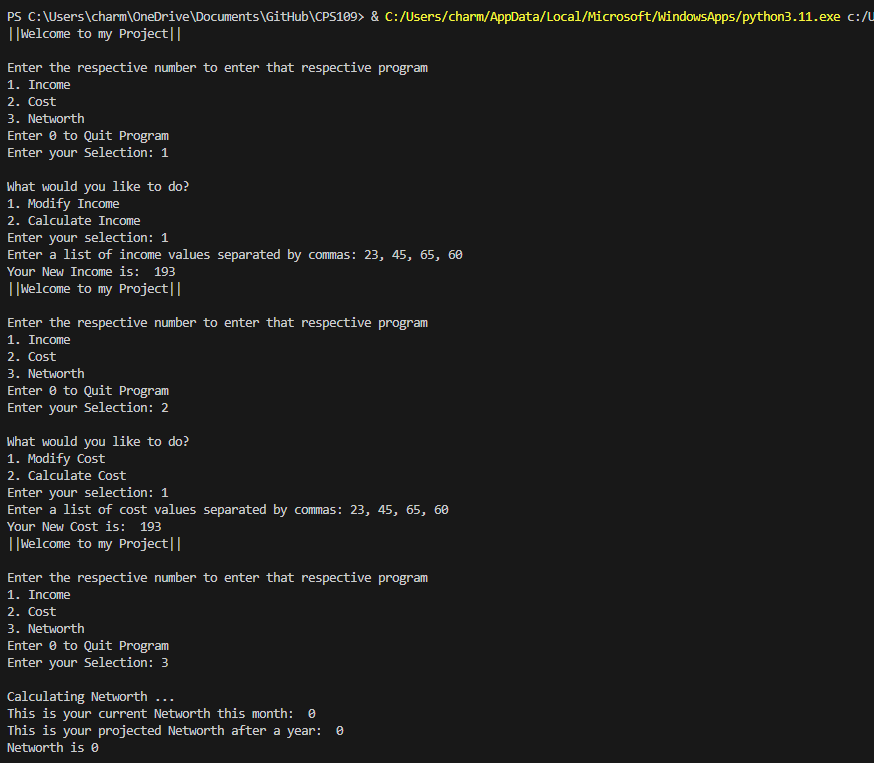 PS C:\Users\charm\OneDrive\Documents\GitHub\CPS109> & C:/Users/charm/AppData/Local/Microsoft/WindowsApps/python3.11.exe c:/U
||Welcome to my Project||
Enter the respective number to enter that respective program
1. Income
2. Cost
3. Networth
Enter 0 to Quit Program
Enter your Selection: 1
What would you like to do?
1. Modify Income
2. Calculate Income
Enter your selection: 1
Enter a list of income values separated by commas: 23, 45, 65, 60
Your New Income is:  193
||Welcome to my Project||
Enter the respective number to enter that respective program
1. Income
2. Cost
3. Networth
Enter 0 to Quit Program
Enter your Selection: 2
What would you like to do?
1. Modify Cost
2. Calculate Cost
Enter your selection: 1
Enter a list of cost values separated by commas: 23, 45, 65, 60
Your New Cost is:  193
||Welcome to my Project||
Enter the respective number to enter that respective program
1. Income
2. Cost
3. Networth
Enter 0 to Quit Program
Enter your Selection: 3
Calculating Networth ...
This is your current Networth this month:  0
This is your projected Networth after a year:  0
Networth is 0